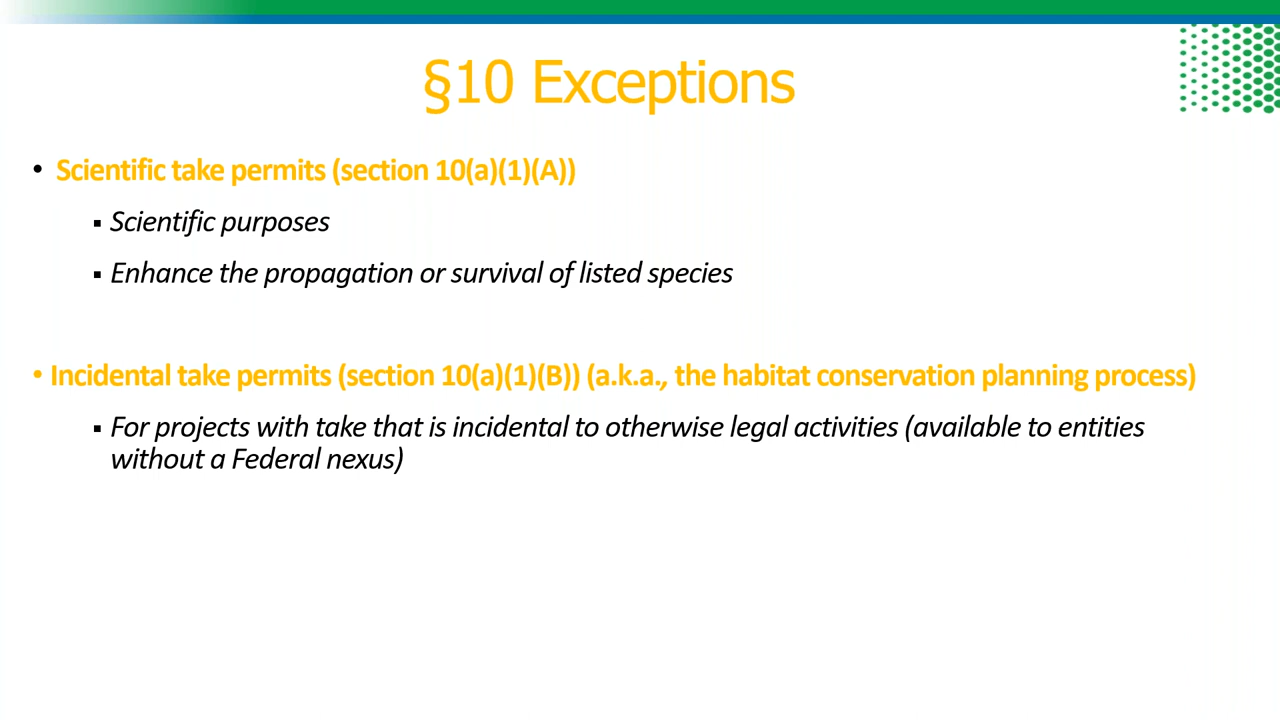 §10 Exceptions
• Scientific take permits (section 10(a)(1)(A))
▪ Scientific purposes
▪ Enhance the propagation or survival of listed species
• Incidental take permits (section 10(a)(1)(B)) (a.k.a., the habitat conservation planning process)
▪ For projects with take that is incidental to otherwise legal activities (available to entities
without a Federal nexus)